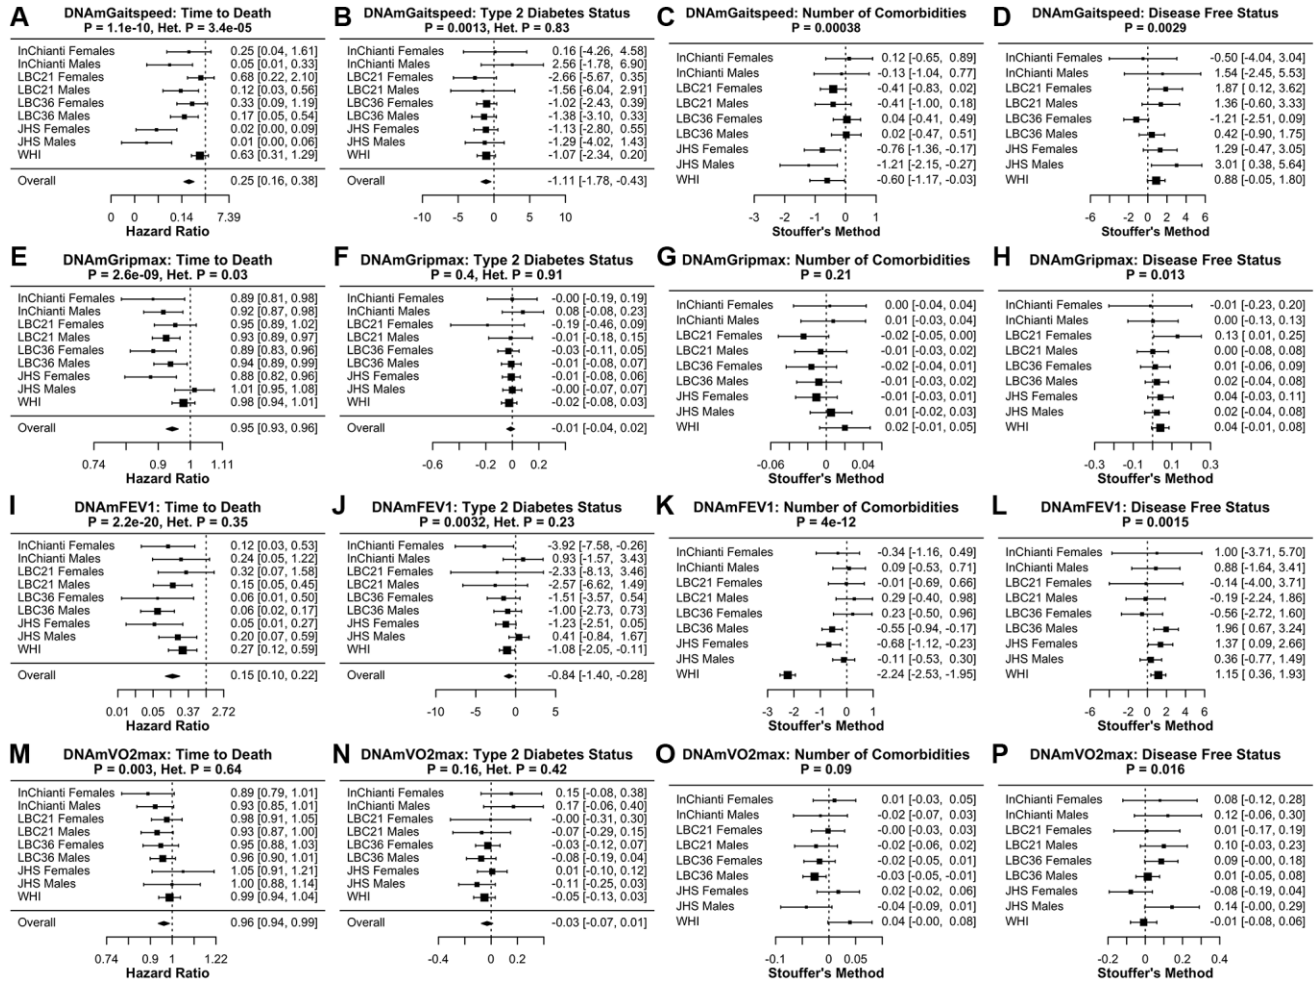 A DNAmGaitspeed: Time to Death
P = 1.1e-10, Het. P = 3.4e-05
InChianti Females 0.25 [0.04, 1.61]
InChianti Males 0.05 [0.01, 0.33]
LBC21 Females 0.68 [0.22, 2.10]
LBC21 Males 0.12 [0.03, 0.56]
LBC36 Females 0.33 [0.09, 1.19]
LBC36 Males 0.17 [0.05, 0.54]
JHS Females 0.02 [0.00, 0.09]
JHS Males 0.01 [0.00, 0.06]
WHI 0.63 [0.31, 1.29]
Overall 0.25 [0.16, 0.38]
0 0 0.14 7.39
Hazard Ratio
B DNAmGaitspeed: Type 2 Diabetes Status
P = 0.0013, Het. P = 0.83
InChianti Females 0.16 [-4.26, 4.58]
InChianti Males 2.56 [-1.78, 6.90]
LBC21 Females -2.66 [-5.67, 0.35]
LBC21 Males -1.56 [-6.04, 2.91]
LBC36 Females -1.02 [-2.43, 0.39]
LBC36 Males -1.38 [-3.10, 0.33]
JHS Females -1.13 [-2.80, 0.55]
JHS Males -1.29 [-4.02, 1.43]
WHI -1.07 [-2.34, 0.20]
Overall -1.11 [-1.78, -0.43]
-10 -5 0 5 10
C DNAmGaitspeed: Number of Comorbidities
P = 0.00038
InChianti Females 0.12 [-0.65, 0.89]
InChianti Males -0.13 [-1.04, 0.77]
LBC21 Females -0.41 [-0.83, 0.02]
LBC21 Males -0.41 [-1.00, 0.18]
LBC36 Females 0.04 [-0.41, 0.49]
LBC36 Males 0.02 [-0.47, 0.51]
JHS Females -0.76 [-1.36, -0.17]
JHS Males -1.21 [-2.15, -0.27]
WHI -0.60 [-1.17, -0.03]
-3 -2 -1 0 1
Stouffer's Method
D DNAmGaitspeed: Disease Free Status
P = 0.0029
InChianti Females -0.50 [-4.04, 3.04]
InChianti Males 1.54 [-2.45, 5.53]
LBC21 Females 1.87 [ 0.12, 3.62]
LBC21 Males 1.36 [-0.60, 3.33]
LBC36 Females -1.21 [-2.51, 0.09]
LBC36 Males 0.42 [-0.90, 1.75]
JHS Females 1.29 [-0.47, 3.05]
JHS Males 3.01 [ 0.38, 5.64]
WHI 0.88 [-0.05, 1.80]
-6 -2 0 2 4 6
Stouffer's Method
E DNAmGripmax: Time to Death
P = 2.6e-09, Het. P = 0.03
InChianti Females 0.89 [0.81, 0.98]
InChianti Males 0.92 [0.87, 0.98]
LBC21 Females 0.95 [0.89, 1.02]
LBC21 Males 0.93 [0.89, 0.97]
LBC36 Females 0.89 [0.83, 0.96]
LBC36 Males 0.94 [0.89, 0.99]
JHS Females 0.88 [0.82, 0.96]
JHS Males 1.01 [0.95, 1.08]
WHI 0.98 [0.94, 1.01]
Overall 0.95 [0.93, 0.96]
0.74 0.9 1 1.11
Hazard Ratio
F DNAmGripmax: Type 2 Diabetes Status
P = 0.4, Het. P = 0.91
InChianti Females -0.00 [-0.19, 0.19]
InChianti Males 0.08 [-0.08, 0.23]
LBC21 Females -0.19 [-0.46, 0.09]
LBC21 Males -0.01 [-0.18, 0.15]
LBC36 Females -0.03 [-0.11, 0.05]
LBC36 Males -0.01 [-0.08, 0.07]
JHS Females -0.01 [-0.08, 0.06]
JHS Males -0.00 [-0.07, 0.07]
WHI -0.02 [-0.08, 0.03]
Overall -0.01 [-0.04, 0.02]
-0.6 -0.2 0 0.2
G DNAmGripmax: Number of Comorbidities
P = 0.21
InChianti Females 0.00 [-0.04, 0.04]
InChianti Males 0.01 [-0.03, 0.04]
LBC21 Females -0.02 [-0.05, 0.00]
LBC21 Males -0.01 [-0.03, 0.02]
LBC36 Females -0.02 [-0.04, 0.01]
LBC36 Males -0.01 [-0.03, 0.02]
JHS Females -0.01 [-0.03, 0.01]
JHS Males 0.01 [-0.02, 0.03]
WHI 0.02 [-0.01, 0.05]
-0.06 0 0.04
Stouffer's Method
H DNAmGripmax: Disease Free Status
P = 0.013
InChianti Females -0.01 [-0.23, 0.20]
InChianti Males 0.00 [-0.13, 0.13]
LBC21 Females 0.13 [ 0.01, 0.25]
LBC21 Males 0.00 [-0.08, 0.08]
LBC36 Females 0.01 [-0.06, 0.09]
LBC36 Males 0.02 [-0.04, 0.08]
JHS Females 0.04 [-0.03, 0.11]
JHS Males 0.02 [-0.04, 0.08]
WHI 0.04 [-0.01, 0.08]
-0.3 -0.1 0 0.1 0.3
Stouffer's Method
I DNAmFEV1: Time to Death
P = 2.2e-20, Het. P = 0.35
InChianti Females 0.12 [0.03, 0.53]
InChianti Males 0.24 [0.05, 1.22]
LBC21 Females 0.32 [0.07, 1.58]
LBC21 Males 0.15 [0.05, 0.45]
LBC36 Females 0.06 [0.01, 0.50]
LBC36 Males 0.06 [0.02, 0.17]
JHS Females 0.05 [0.01, 0.27]
JHS Males 0.20 [0.07, 0.59]
WHI 0.27 [0.12, 0.59]
Overall 0.15 [0.10, 0.22]
0.01 0.05 0.37 2.72
Hazard Ratio
J DNAmFEV1: Type 2 Diabetes Status
P = 0.0032, Het. P = 0.23
InChianti Females -3.92 [-7.58, -0.26]
InChianti Males 0.93 [-1.57, 3.43]
LBC21 Females -2.33 [-8.13, 3.46]
LBC21 Males -2.57 [-6.62, 1.49]
LBC36 Females -1.51 [-3.57, 0.54]
LBC36 Males -1.00 [-2.73, 0.73]
JHS Females -1.23 [-2.51, 0.05]
JHS Males 0.41 [-0.84, 1.67]
WHI -1.08 [-2.05, -0.11]
Overall -0.84 [-1.40, -0.28]
-10 -5 0 5
K DNAmFEV1: Number of Comorbidities
P = 4e-12
InChianti Females -0.34 [-1.16, 0.49]
InChianti Males 0.09 [-0.53, 0.71]
LBC21 Females -0.01 [-0.69, 0.66]
LBC21 Males 0.29 [-0.40, 0.98]
LBC36 Females 0.23 [-0.50, 0.96]
LBC36 Males -0.55 [-0.94, -0.17]
JHS Females -0.68 [-1.12, -0.23]
JHS Males -0.11 [-0.53, 0.30]
WHI -2.24 [-2.53, -1.95]
-3 -2 -1 0 1
Stouffer's Method
L DNAmFEV1: Disease Free Status
P = 0.0015
InChianti Females 1.00 [-3.71, 5.70]
InChianti Males 0.88 [-1.64, 3.41]
LBC21 Females -0.14 [-4.00, 3.71]
LBC21 Males -0.19 [-2.24, 1.86]
LBC36 Females -0.56 [-2.72, 1.60]
LBC36 Males 1.96 [ 0.67, 3.24]
JHS Females 1.37 [ 0.09, 2.66]
JHS Males 0.36 [-0.77, 1.49]
WHI 1.15 [ 0.36, 1.93]
-6 -2 0 2 4 6
Stouffer's Method
M DNAmVO2max: Time to Death
P = 0.003, Het. P = 0.64
InChianti Females 0.89 [0.79, 1.01]
InChianti Males 0.93 [0.85, 1.01]
LBC21 Females 0.98 [0.91, 1.05]
LBC21 Males 0.93 [0.87, 1.00]
LBC36 Females 0.95 [0.88, 1.03]
LBC36 Males 0.96 [0.90, 1.01]
JHS Females 1.05 [0.91, 1.21]
JHS Males 1.00 [0.88, 1.14]
WHI 0.99 [0.94, 1.04]
Overall 0.96 [0.94, 0.99]
0.74 0.9 1 1.22
Hazard Ratio
N DNAmVO2max: Type 2 Diabetes Status
P = 0.16, Het. P = 0.42
InChianti Females 0.15 [-0.08, 0.38]
InChianti Males 0.17 [-0.06, 0.40]
LBC21 Females -0.00 [-0.31, 0.30]
LBC21 Males -0.07 [-0.29, 0.15]
LBC36 Females -0.03 [-0.12, 0.07]
LBC36 Males -0.08 [-0.19, 0.04]
JHS Females 0.01 [-0.10, 0.12]
JHS Males -0.11 [-0.25, 0.03]
WHI -0.05 [-0.13, 0.03]
Overall -0.03 [-0.07, 0.01]
-0.4 0 0.2
O DNAmVO2max: Number of Comorbidities
P = 0.09
InChianti Females 0.01 [-0.03, 0.05]
InChianti Males -0.02 [-0.07, 0.03]
LBC21 Females -0.00 [-0.03, 0.03]
LBC21 Males -0.02 [-0.06, 0.02]
LBC36 Females -0.02 [-0.05, 0.01]
LBC36 Males -0.03 [-0.05, -0.01]
JHS Females 0.02 [-0.02, 0.06]
JHS Males -0.04 [-0.09, 0.01]
WHI 0.04 [-0.00, 0.08]
-0.1 0 0.05
Stouffer's Method
P DNAmVO2max: Disease Free Status
P = 0.016
InChianti Females 0.08 [-0.12, 0.28]
InChianti Males 0.12 [-0.06, 0.30]
LBC21 Females 0.01 [-0.17, 0.19]
LBC21 Males 0.10 [-0.03, 0.23]
LBC36 Females 0.09 [-0.00, 0.18]
LBC36 Males 0.01 [-0.05, 0.08]
JHS Females -0.08 [-0.19, 0.04]
JHS Males 0.14 [-0.00, 0.29]
WHI -0.01 [-0.08, 0.06]
-0.2 0 0.2 0.4
Stouffer's Method